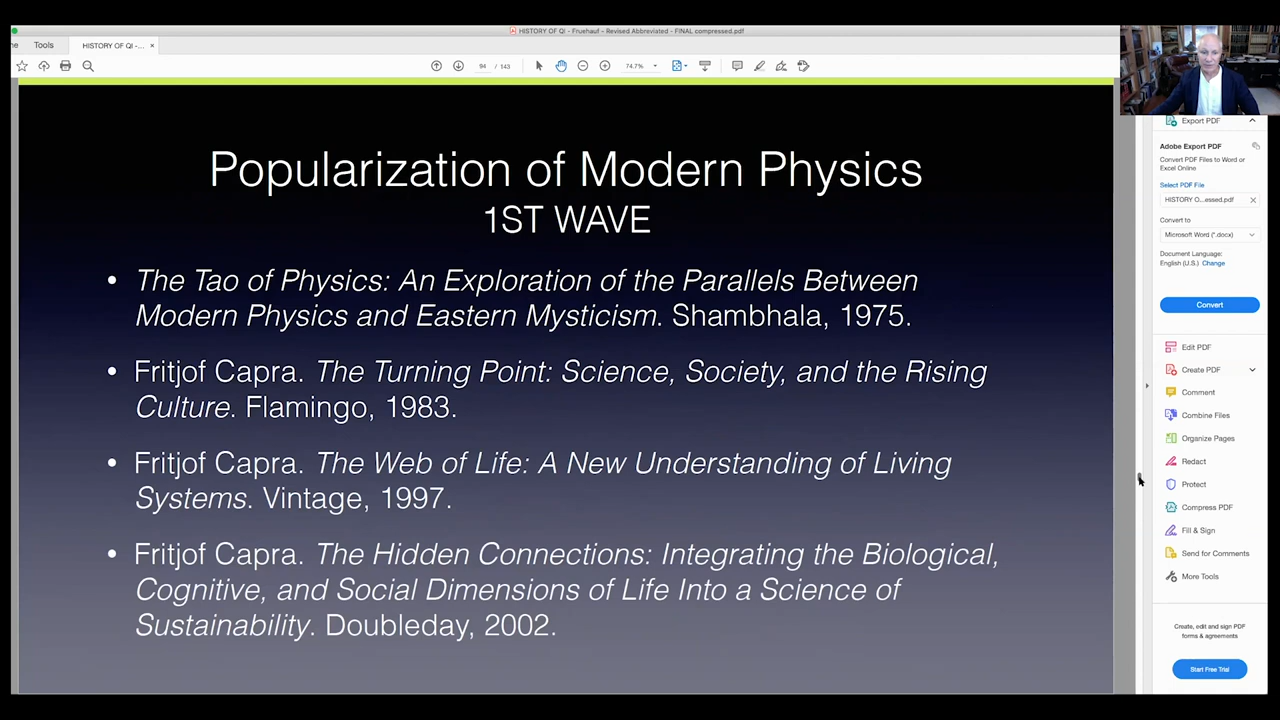 HISTORY OF QI - Fruehauf - Revised Abbreviated - FINAL compressed.pdf
ne Tools HISTORY OF QI -... ×
94 / 143 74.7%
Popularization of Modern Physics
1ST WAVE
• The Tao of Physics: An Exploration of the Parallels Between
Modern Physics and Eastern Mysticism. Shambhala, 1975.
• Fritjof Capra. The Turning Point: Science, Society, and the Rising
Culture. Flamingo, 1983.
• Fritjof Capra. The Web of Life: A New Understanding of Living
Systems. Vintage, 1997.
• Fritjof Capra. The Hidden Connections: Integrating the Biological,
Cognitive, and Social Dimensions of Life Into a Science of
Sustainability. Doubleday, 2002.
Export PDF
Adobe Export PDF
Convert PDF Files to Word or
Excel Online
Select PDF File
HISTORY O...essed.pdf
Convert to
Microsoft Word (*.docx)
Document Language:
English (U.S.) Change
Convert
Edit PDF
Create PDF
Comment
Combine Files
Organize Pages
Redact
Protect
Compress PDF
Fill & Sign
Send for Comments
More Tools
Create, edit and sign PDF
forms & agreements
Start Free Trial